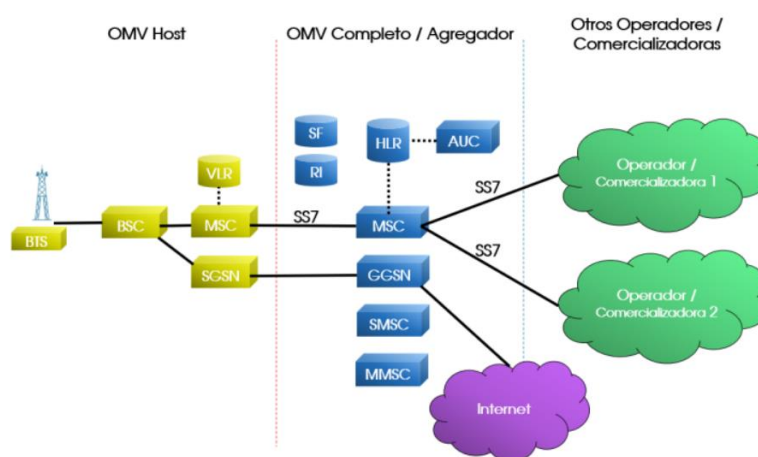 OMV Host
OMV Completo / Agregador
Otros Operadores /
Comercializadoras
SF
HLR
AUC
VLR
RI
Operador /
Comercializadora 1
SS7
BSC
MSC
SS7
MSC
BTS
SS7
SGSN
GGSN
Operador /
Comercializadora 2
SMSC
MMSC
Internet